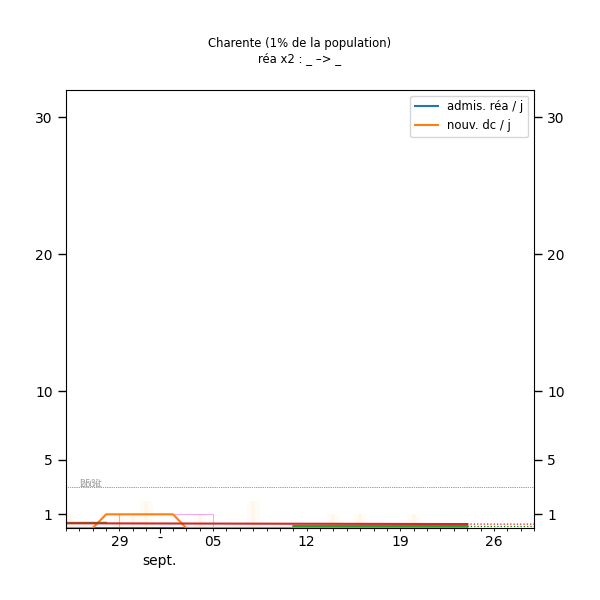 Charente (1% de la population)
réa x2 : _ –> _
admis. réa / j
nouv. dc / j
30 30
20 20
10 10
5 5
1 1
29 - 05 12 19 26
sept.